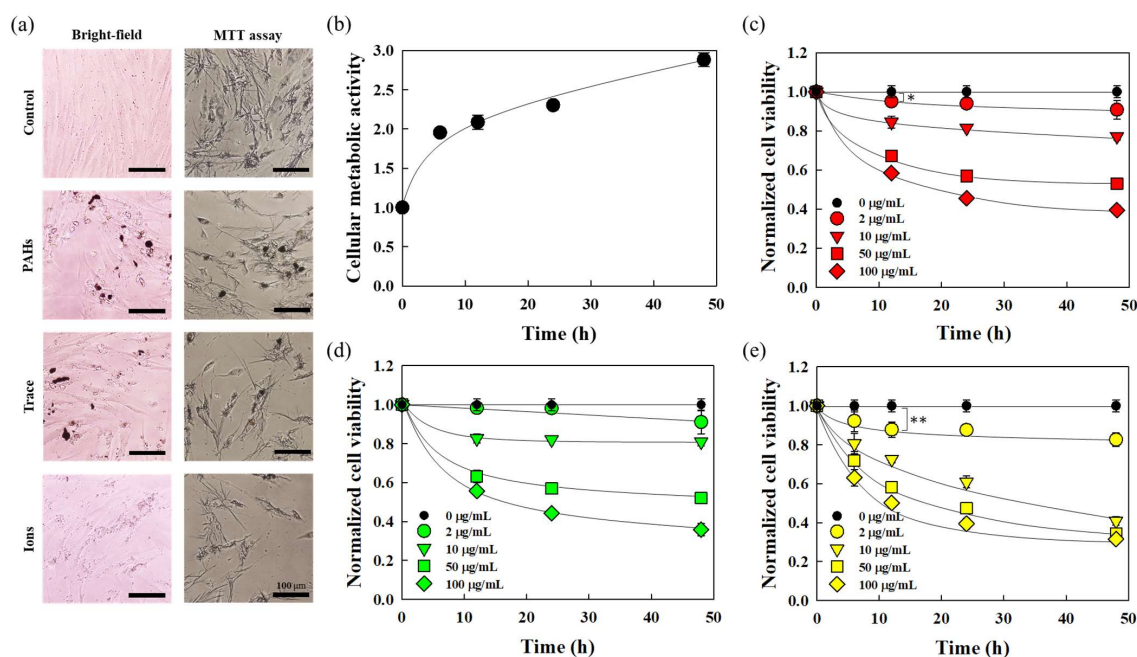 (a)
Bright-field MTT assay
Control
PAHs
Trace
Ions
100 μm
(b)
Cellular metabolic activity
3.0
2.5
2.0
1.5
1.0
0.5
0.0
0 10 20 30 40 50
Time (h)
(c)
Normalized cell viability
1.2
1.0
0.8
0.6
0.4
0.2
0.0
*
0 μg/mL
2 μg/mL
10 μg/mL
50 μg/mL
100 μg/mL
0 10 20 30 40 50
Time (h)
(d)
Normalized cell viability
1.2
1.0
0.8
0.6
0.4
0.2
0.0
0 μg/mL
2 μg/mL
10 μg/mL
50 μg/mL
100 μg/mL
0 10 20 30 40 50
Time (h)
(e)
Normalized cell viability
1.2
1.0
0.8
0.6
0.4
0.2
0.0
**
0 μg/mL
2 μg/mL
10 μg/mL
50 μg/mL
100 μg/mL
0 10 20 30 40 50
Time (h)